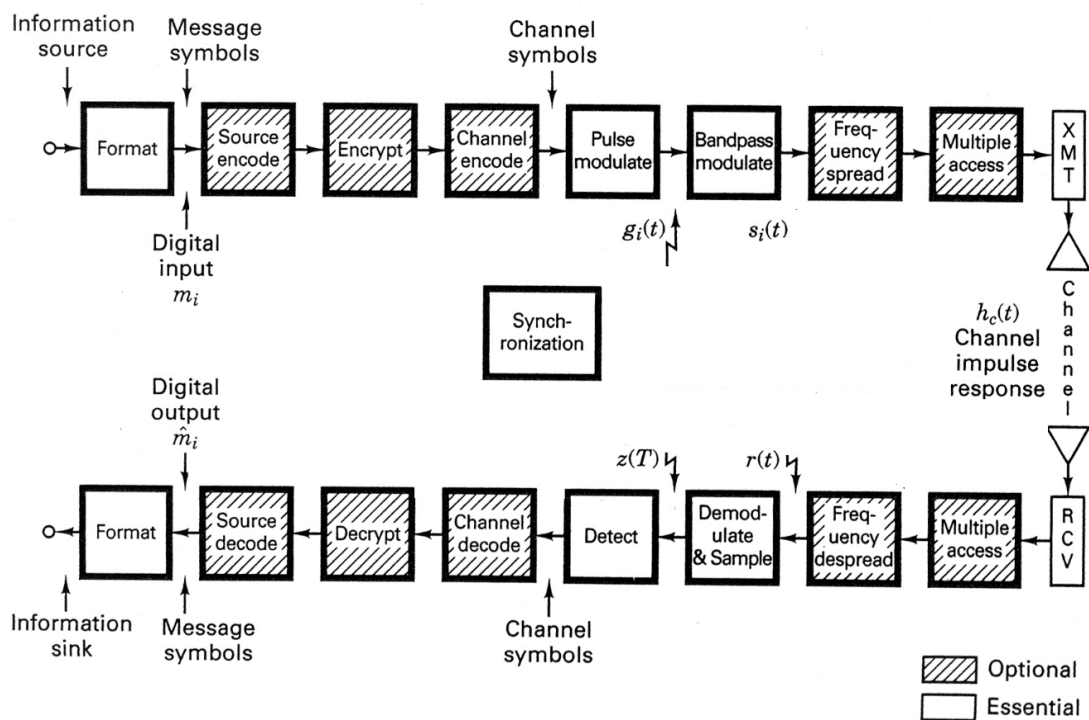 Information
source
Message
symbols
Channel
symbols
Format
Source
encode
Encrypt
Channel
encode
Pulse
modulate
Bandpass
modulate
Freq-
uency
spread
Multiple
access
XMT
Digital
input
m_i
g_i(t)
s_i(t)
Synch-
ronization
h_c(t)
Channel
impulse
response
Channel
Digital
output
m̂_i
z(T)
r(t)
Format
Source
decode
Decrypt
Channel
decode
Detect
Demod-
ulate
& Sample
Freq-
uency
despread
Multiple
access
RCV
Information
sink
Message
symbols
Channel
symbols
Optional
Essential